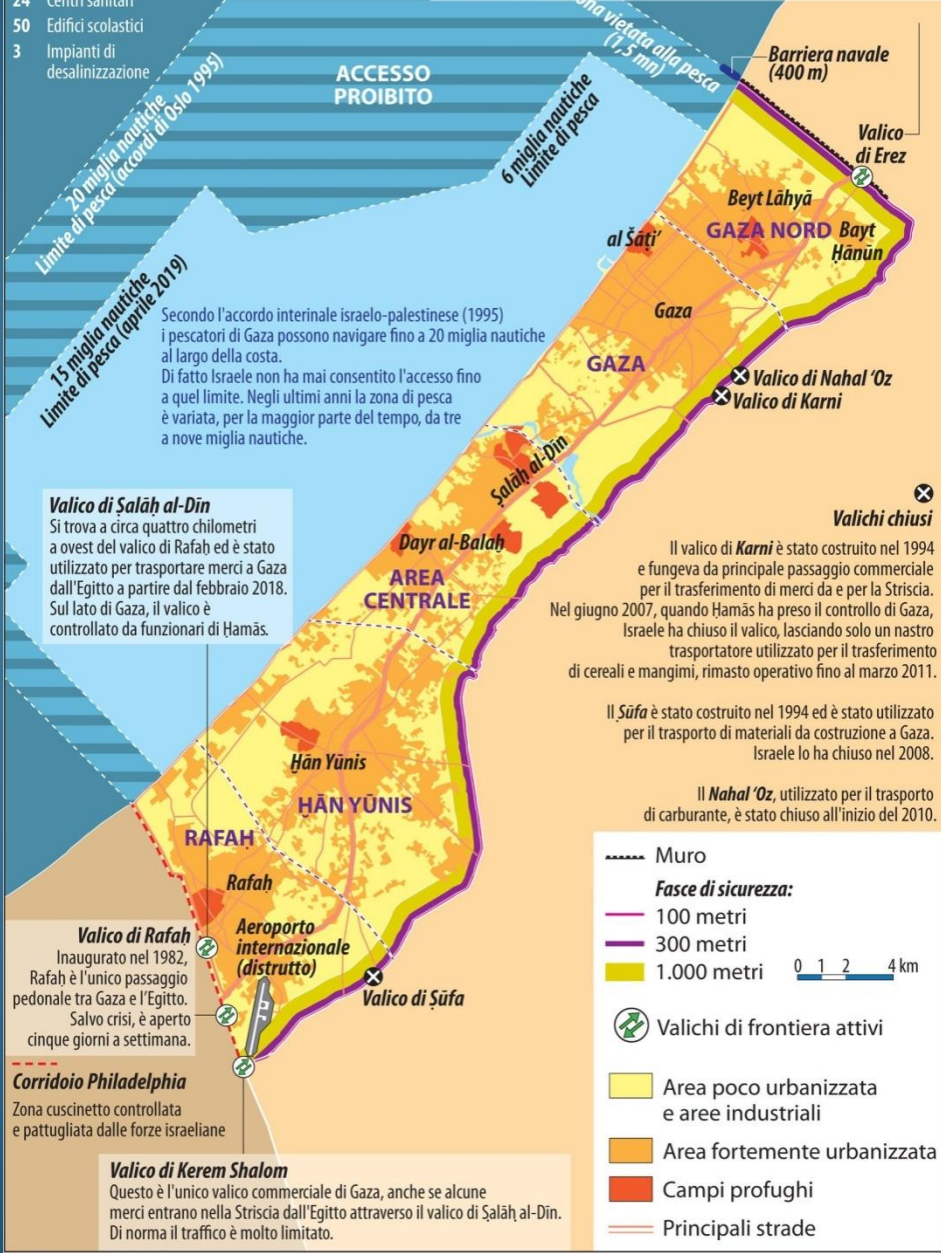 24 Centri sanitari
50 Edifici scolastici
3 Impianti di
desalinizzazione
20 miglia nautiche
Limite di pesca (accordi di Oslo 1995)
ACCESSO
PROIBITO
ona vietata alla pesca
(1,5 mn)
Barriera navale
(400 m)
Valico
di Erez
6 miglia nautiche
Limite di pesca
15 miglia nautiche
Limite di pesca (aprile 2019)
Beyt Lāhyā
GAZA NORD
Bayt
Ḥānūn
al Šāṭi’
Gaza
GAZA
Secondo l'accordo interinale israelo-palestinese (1995)
i pescatori di Gaza possono navigare fino a 20 miglia nautiche
al largo della costa.
Di fatto Israele non ha mai consentito l'accesso fino
a quel limite. Negli ultimi anni la zona di pesca
è variata, per la maggior parte del tempo, da tre
a nove miglia nautiche.
Valico di Nahal ‘Oz
Valico di Karni
Ṣalāḥ al-Dīn
Dayr al-Balaḥ
AREA
CENTRALE
Valico di Ṣalāḥ al-Dīn
Si trova a circa quattro chilometri
a ovest del valico di Rafaḥ ed è stato
utilizzato per trasportare merci a Gaza
dall'Egitto a partire dal febbraio 2018.
Sul lato di Gaza, il valico è
controllato da funzionari di Ḥamās.
Valichi chiusi
Il valico di Karni è stato costruito nel 1994
e fungeva da principale passaggio commerciale
per il trasferimento di merci da e per la Striscia.
Nel giugno 2007, quando Ḥamās ha preso il controllo di Gaza,
Israele ha chiuso il valico, lasciando solo un nastro
trasportatore utilizzato per il trasferimento
di cereali e mangimi, rimasto operativo fino al marzo 2011.
Il Ṣūfa è stato costruito nel 1994 ed è stato utilizzato
per il trasporto di materiali da costruzione a Gaza.
Israele lo ha chiuso nel 2008.
Il Nahal ‘Oz, utilizzato per il trasporto
di carburante, è stato chiuso all'inizio del 2010.
Ḫān Yūnis
ḪĀN YŪNIS
RAFAḤ
Rafaḥ
Aeroporto
internazionale
(distrutto)
Valico di Ṣūfa
Valico di Rafaḥ
Inaugurato nel 1982,
Rafaḥ è l'unico passaggio
pedonale tra Gaza e l’Egitto.
Salvo crisi, è aperto
cinque giorni a settimana.
Corridoio Philadelphia
Zona cuscinetto controllata
e pattugliata dalle forze israeliane
Valico di Kerem Shalom
Questo è l'unico valico commerciale di Gaza, anche se alcune
merci entrano nella Striscia dall'Egitto attraverso il valico di Ṣalāḥ al-Dīn.
Di norma il traffico è molto limitato.
Muro
Fasce di sicurezza:
100 metri
300 metri
1.000 metri
0 1 2 4 km
Valichi di frontiera attivi
Area poco urbanizzata
e aree industriali
Area fortemente urbanizzata
Campi profughi
Principali strade